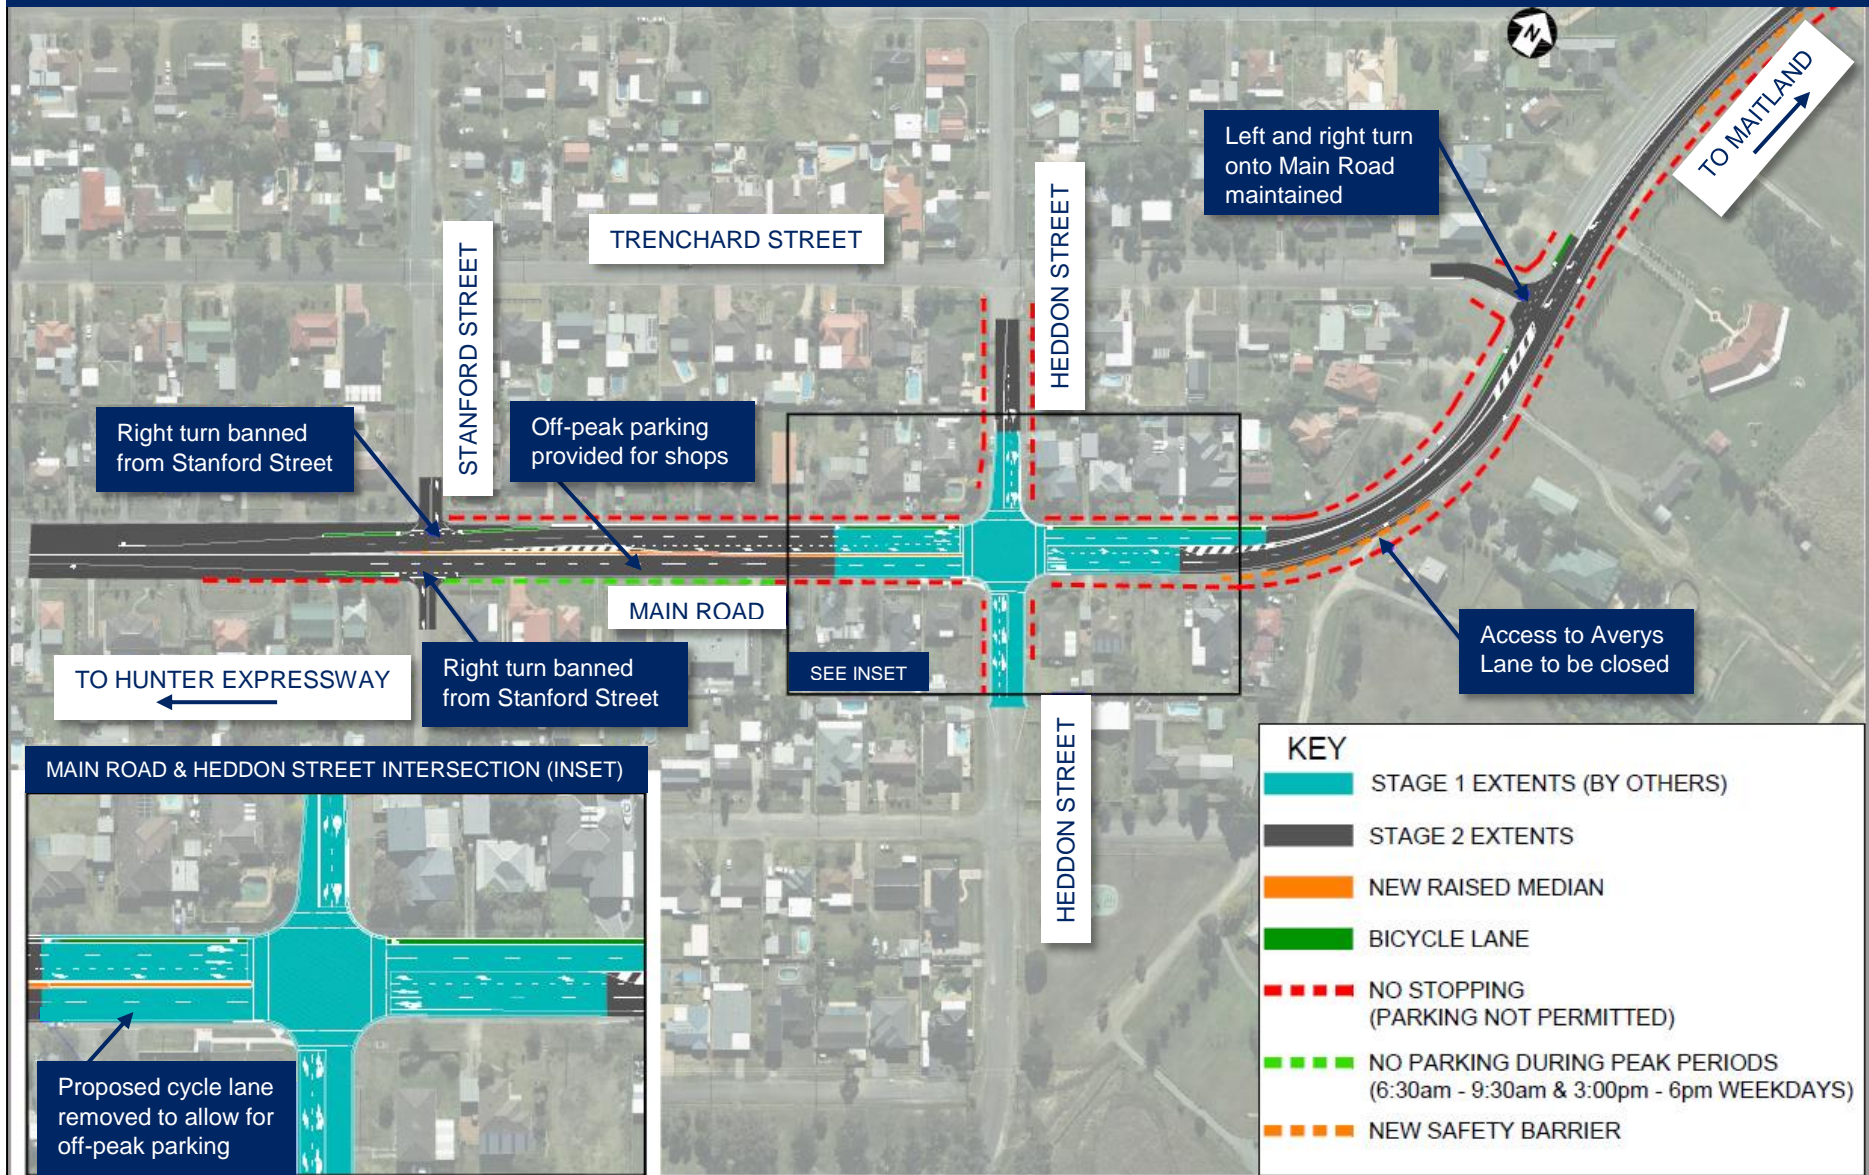 N
TO MAITLAND
Left and right turn
onto Main Road
maintained
HEDDON STREET
TRENCHARD STREET
STANFORD STREET
Right turn banned
from Stanford Street
Off-peak parking
provided for shops
MAIN ROAD
Right turn banned
from Stanford Street
TO HUNTER EXPRESSWAY
SEE INSET
Access to Averys
Lane to be closed
HEDDON STREET
MAIN ROAD & HEDDON STREET INTERSECTION (INSET)
Proposed cycle lane
removed to allow for
off-peak parking
KEY
STAGE 1 EXTENTS (BY OTHERS)
STAGE 2 EXTENTS
NEW RAISED MEDIAN
BICYCLE LANE
NO STOPPING
(PARKING NOT PERMITTED)
NO PARKING DURING PEAK PERIODS
(6:30am - 9:30am & 3:00pm - 6pm WEEKDAYS)
NEW SAFETY BARRIER